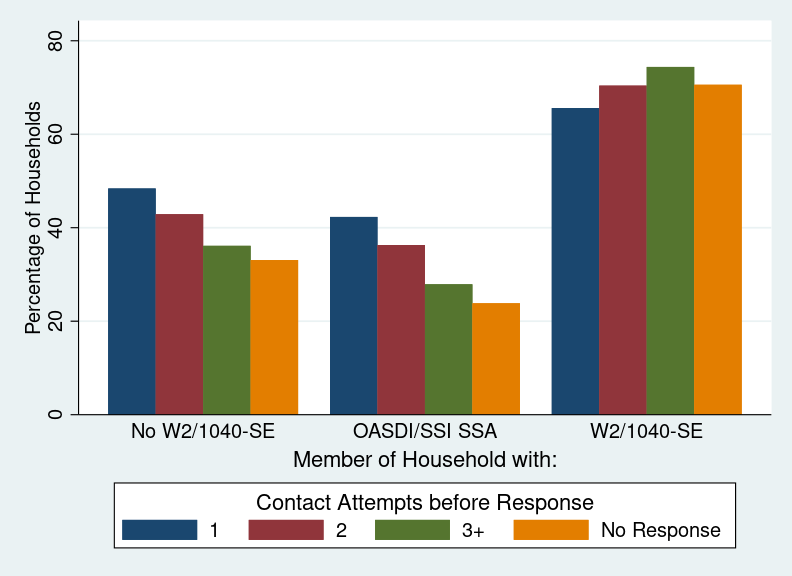 Percentage of Households
80
60
40
20
0
No W2/1040-SE
OASDI/SSI SSA
W2/1040-SE
Member of Household with:
Contact Attempts before Response
1
2
3+
No Response